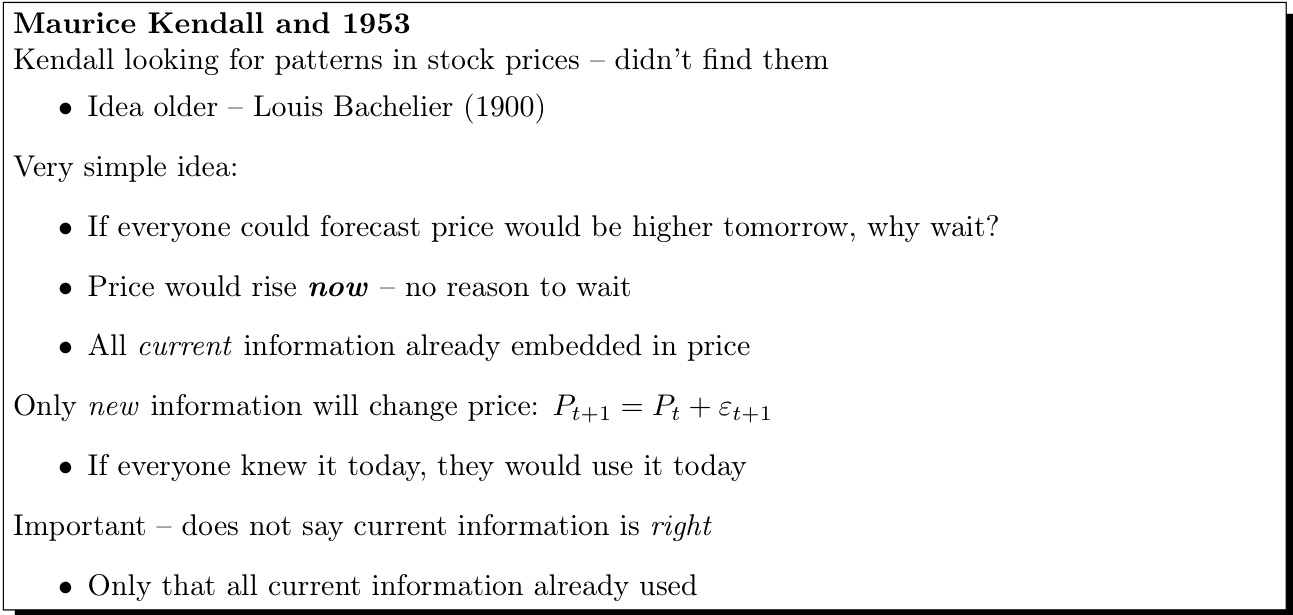 Maurice Kendall and 1953
Kendall looking for patterns in stock prices – didn't find them
• Idea older – Louis Bachelier (1900)
Very simple idea:
• If everyone could forecast price would be higher tomorrow, why wait?
• Price would rise now – no reason to wait
• All current information already embedded in price
Only new information will change price: $P_{t+1} = P_t + \varepsilon_{t+1}$
• If everyone knew it today, they would use it today
Important – does not say current information is right
• Only that all current information already used